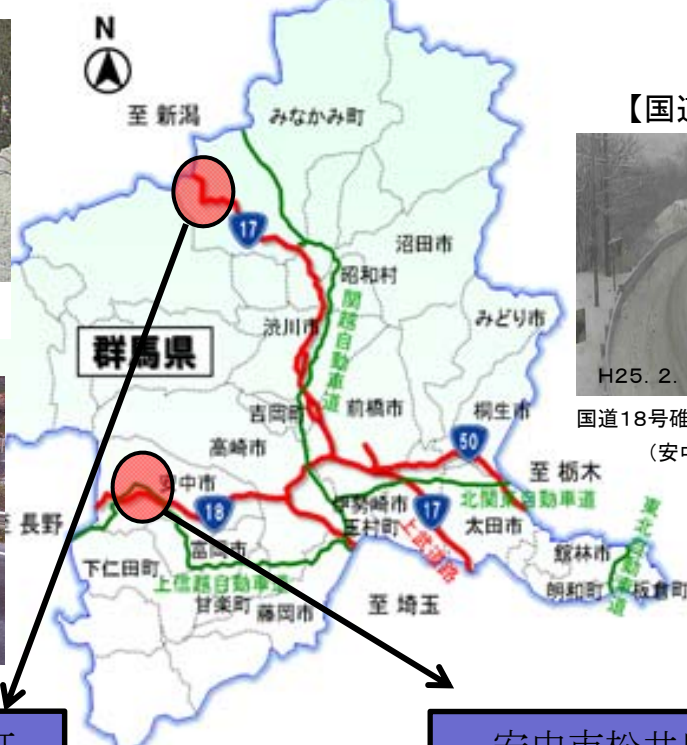 N
至 新潟
みなかみ町
【国道
17
沼田市
昭和村
関越自動車道
渋川市
みどり市
群馬県
H25. 2.
吉岡町
前橋市
桐生市
国道18号碓
高崎市
50
（安中
至 栃木
安中市
北関東自動車道
18
伊勢崎市
17
至 長野
玉村町
太田市
上武道路
東北自動車道
富岡市
館林市
下仁田町
上信越自動車道
明和町
板倉町
甘楽町
藤岡市
至 埼玉
町
安中市松井